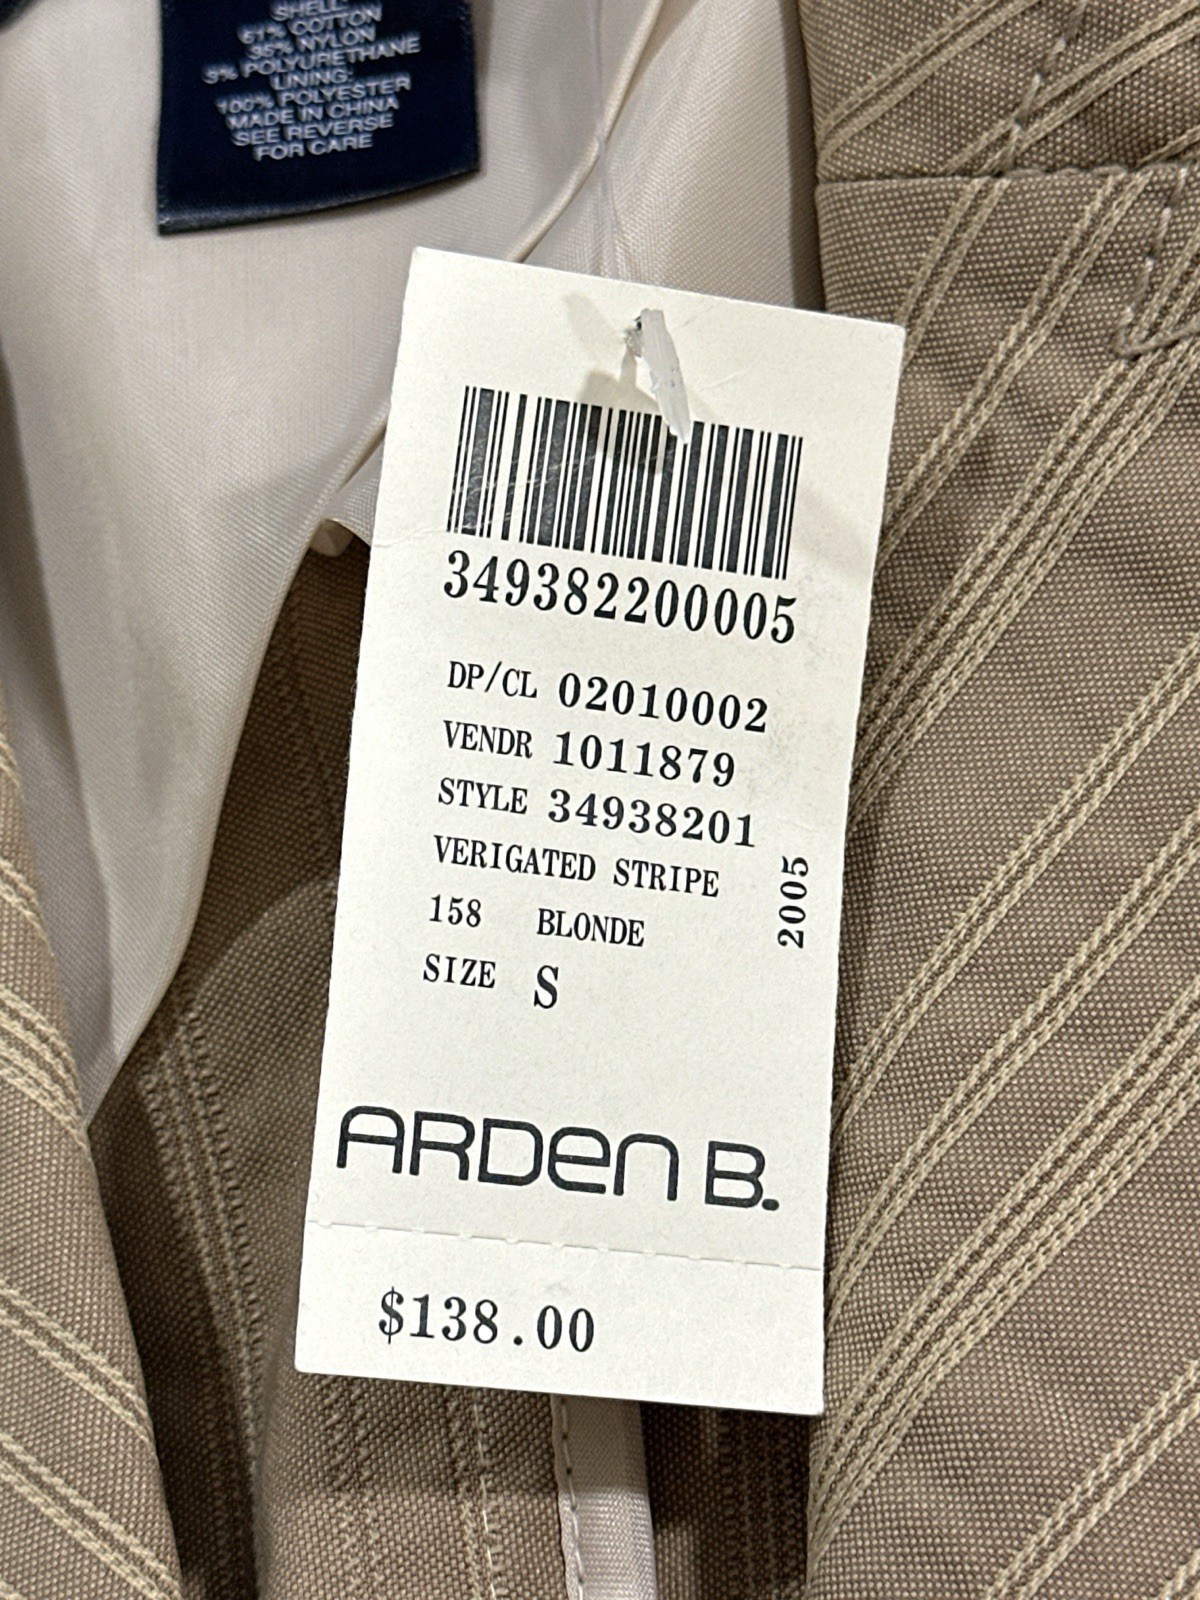 SHELL:
61% COTTON
36% NYLON
3% POLYURETHANE
LINING:
100% POLYESTER
MADE IN CHINA
SEE REVERSE
FOR CARE
349382200005
DP/CL 02010002
VENDR 1011879
STYLE 34938201
VERIGATED STRIPE
158 BLONDE
SIZE S
2005
ARDEN B.
$138.00